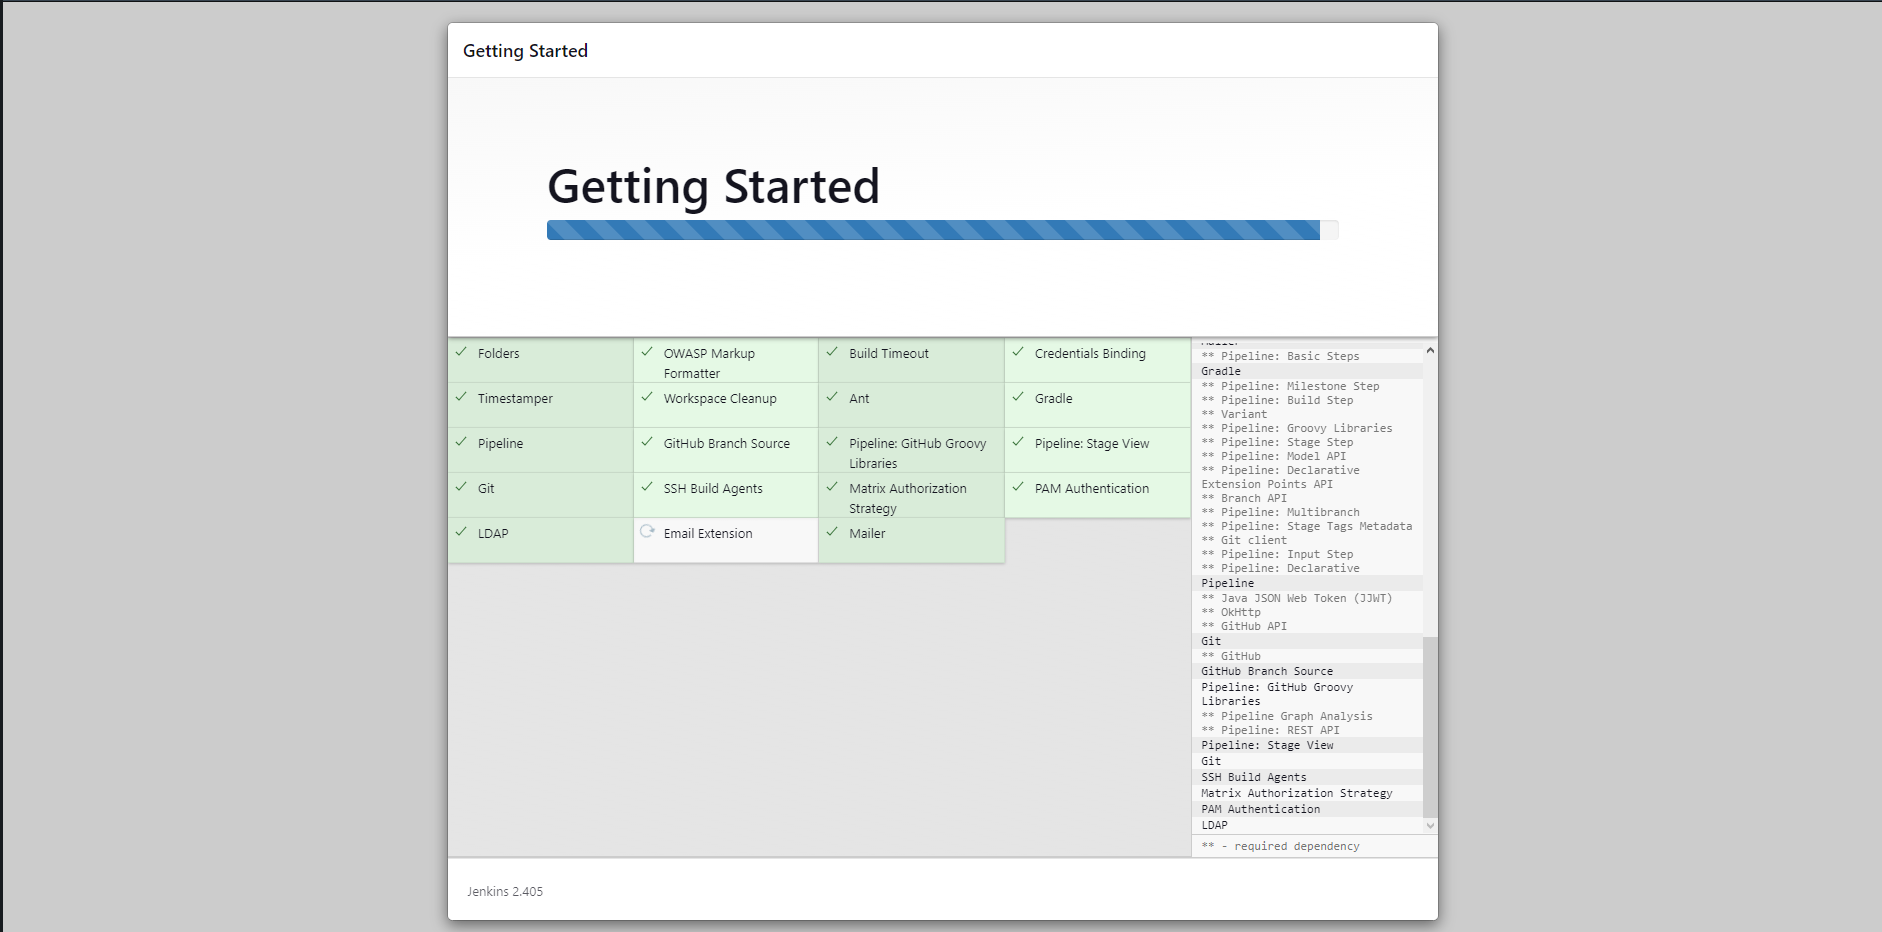 Getting Started
Getting Started
Folders
OWASP Markup
Formatter
Build Timeout
Credentials Binding
Timestamper
Workspace Cleanup
Ant
Gradle
Pipeline
GitHub Branch Source
Pipeline: GitHub Groovy
Libraries
Pipeline: Stage View
Git
SSH Build Agents
Matrix Authorization
Strategy
PAM Authentication
LDAP
Email Extension
Mailer
Mailer
** Pipeline: Basic Steps
Gradle
** Pipeline: Milestone Step
** Pipeline: Build Step
** Variant
** Pipeline: Groovy Libraries
** Pipeline: Stage Step
** Pipeline: Model API
** Pipeline: Declarative
Extension Points API
** Branch API
** Pipeline: Multibranch
** Pipeline: Stage Tags Metadata
** Git client
** Pipeline: Input Step
** Pipeline: Declarative
Pipeline
** Java JSON Web Token (JJWT)
** OkHttp
** GitHub API
Git
** GitHub
GitHub Branch Source
Pipeline: GitHub Groovy
Libraries
** Pipeline Graph Analysis
** Pipeline: REST API
Pipeline: Stage View
Git
SSH Build Agents
Matrix Authorization Strategy
PAM Authentication
LDAP
** - required dependency
Jenkins 2.405